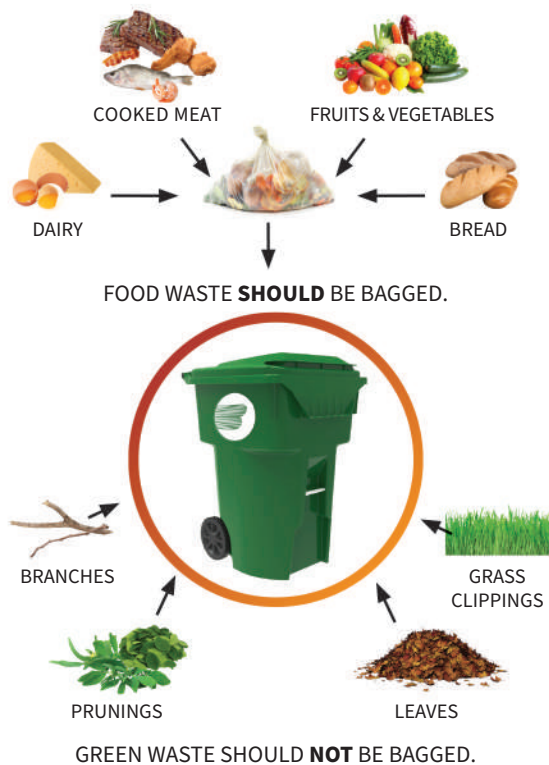 COOKED MEAT
FRUITS & VEGETABLES
DAIRY
BREAD
FOOD WASTE SHOULD BE BAGGED.
BRANCHES
GRASS
CLIPPINGS
PRUNINGS
LEAVES
GREEN WASTE SHOULD NOT BE BAGGED.